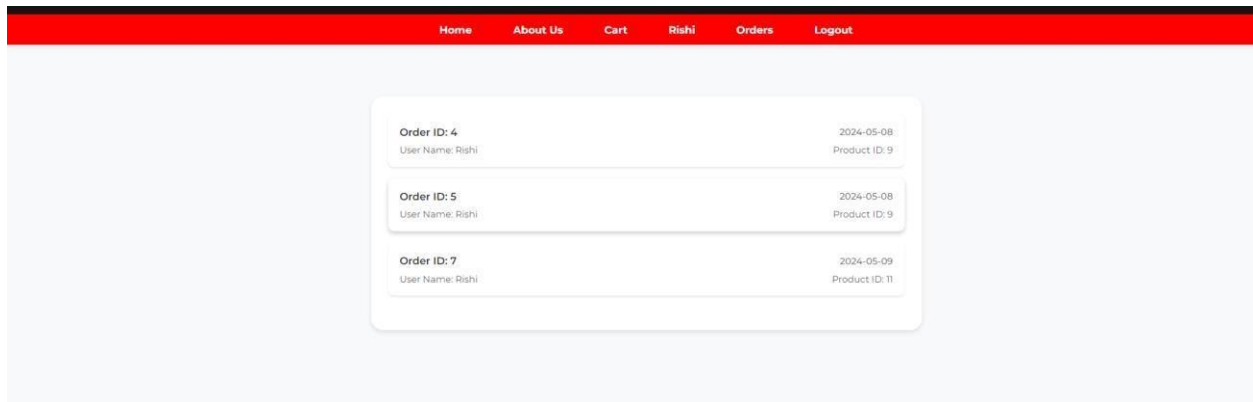 Home About Us Cart Rishi Orders Logout
Order ID: 4 2024-05-08
User Name: Rishi Product ID: 9
Order ID: 5 2024-05-08
User Name: Rishi Product ID: 9
Order ID: 7 2024-05-09
User Name: Rishi Product ID: 11